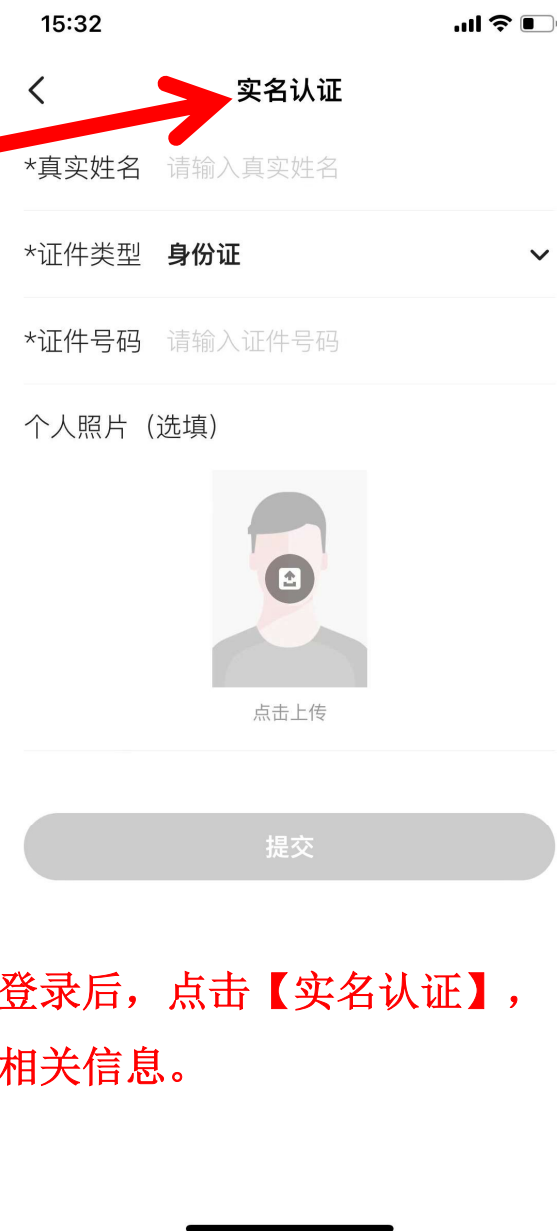 15:32
实名认证
*真实姓名 请输入真实姓名
*证件类型 身份证
*证件号码 请输入证件号码
个人照片（选填）
点击上传
提交
登录后，点击【实名认证】，
相关信息。